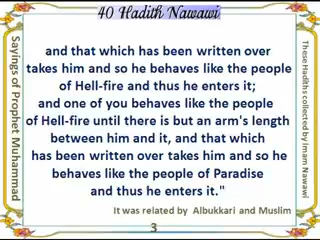 40 Hadith Nawawi
Sayings of Prophet Muhammad
and that which has been written over
takes him and so he behaves like the people
of Hell-fire and thus he enters it;
and one of you behaves like the people
of Hell-fire until there is but an arm's length
between him and it, and that which
has been written over takes him and so he
behaves like the people of Paradise
and thus he enters it."
It was related by Albukkari and Muslim
3
These Hadiths collected by Imam Nawawi